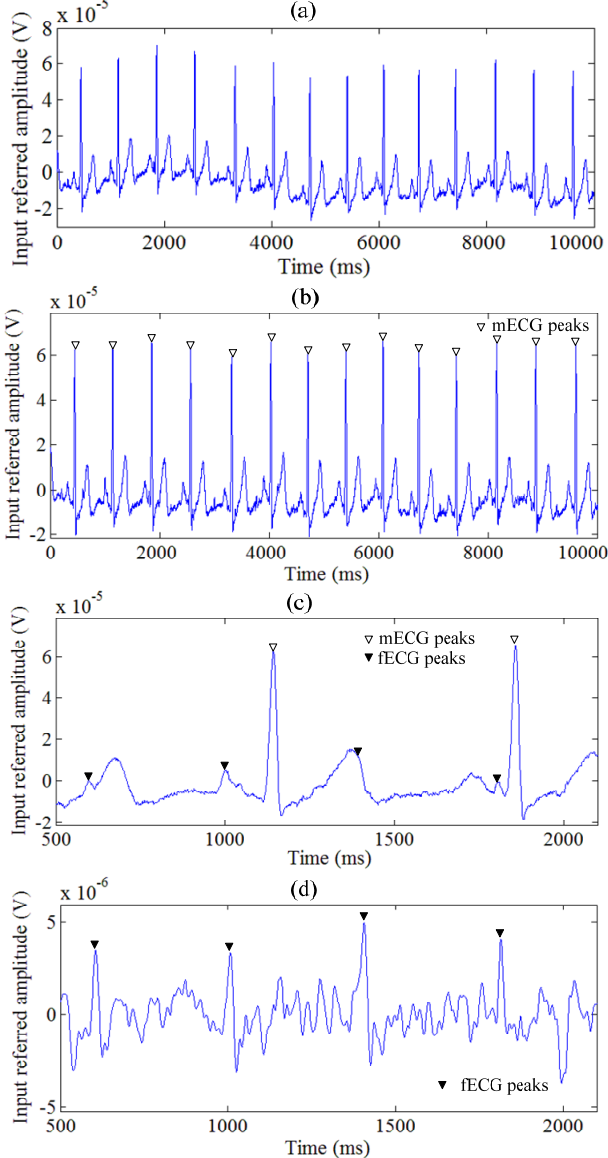 (a)
x 10⁻⁵
8
6
4
2
0
-2
Input referred amplitude (V)
0 2000 4000 6000 8000 10000
Time (ms)
(b)
x 10⁻⁵
mECG peaks
6
4
2
0
-2
Input referred amplitude (V)
0 2000 4000 6000 8000 10000
Time (ms)
(c)
x 10⁻⁵
mECG peaks
fECG peaks
6
4
2
0
-2
Input referred amplitude (V)
500 1000 1500 2000
Time (ms)
(d)
x 10⁻⁶
5
0
-5
Input referred amplitude (V)
fECG peaks
500 1000 1500 2000
Time (ms)